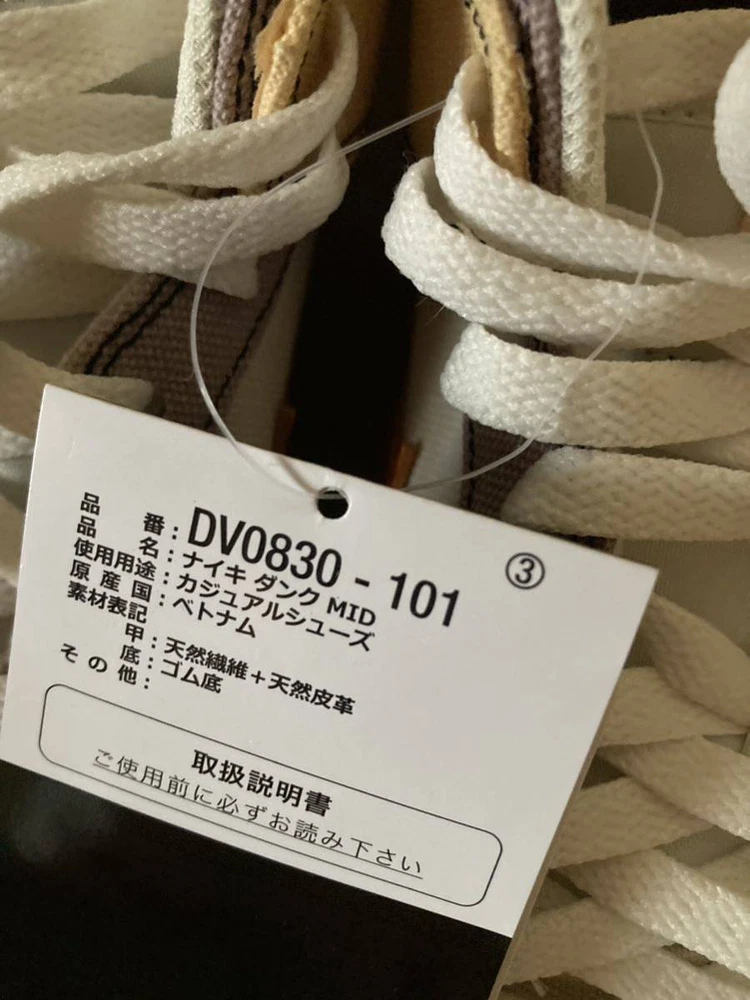 ③
品番：DV0830-101
品名：ナイキ ダンク MID
使用用途：カジュアルシューズ
原産国：ベトナム
素材表記
甲：天然繊維＋天然皮革
底：ゴム底
その他：
取扱説明書
ご使用前に必ずお読み下さい